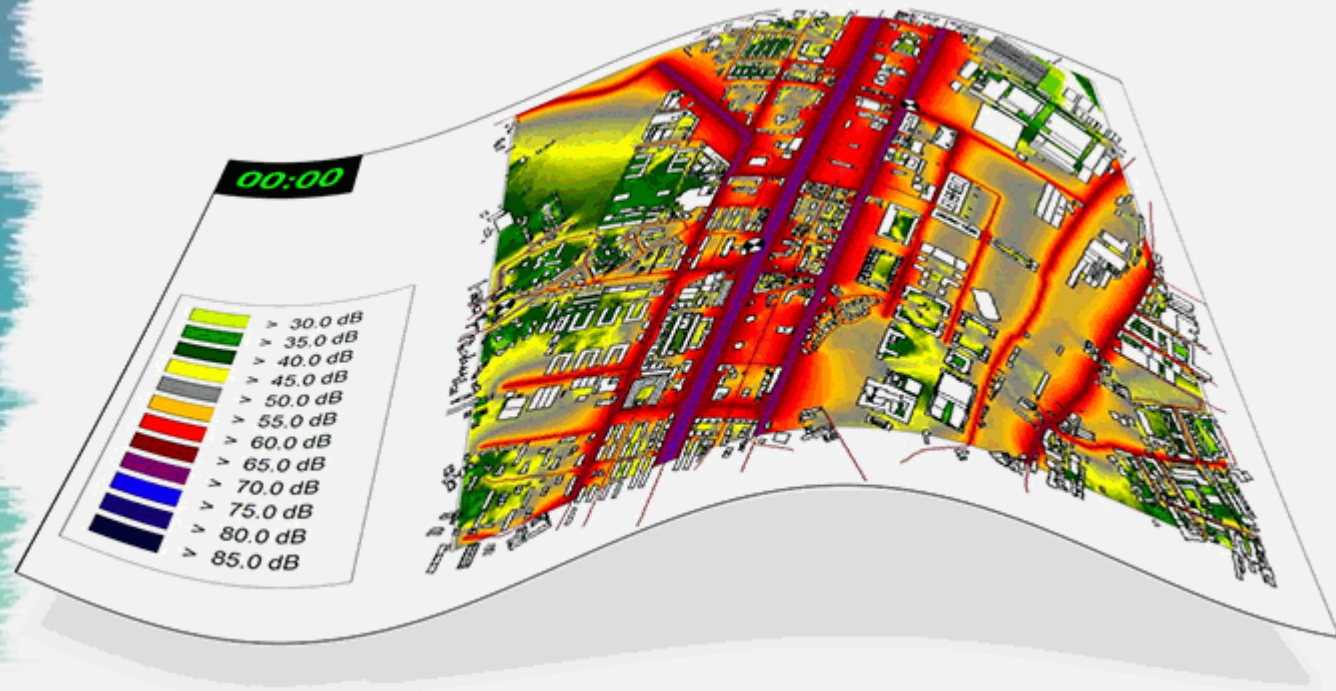 00:00
> 30.0 dB
> 35.0 dB
> 40.0 dB
> 45.0 dB
> 50.0 dB
> 55.0 dB
> 60.0 dB
> 65.0 dB
> 70.0 dB
> 75.0 dB
> 80.0 dB
> 85.0 dB